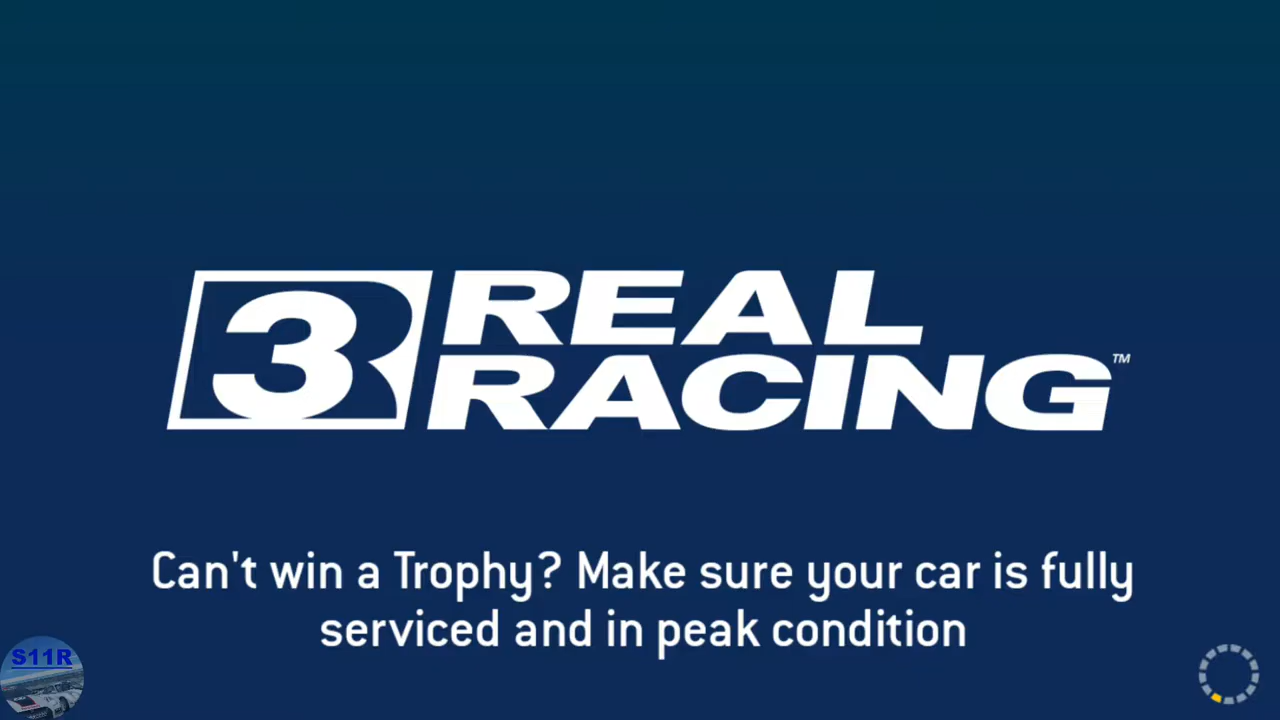 3 REAL
RACING™
Can't win a Trophy? Make sure your car is fully
serviced and in peak condition
S11R